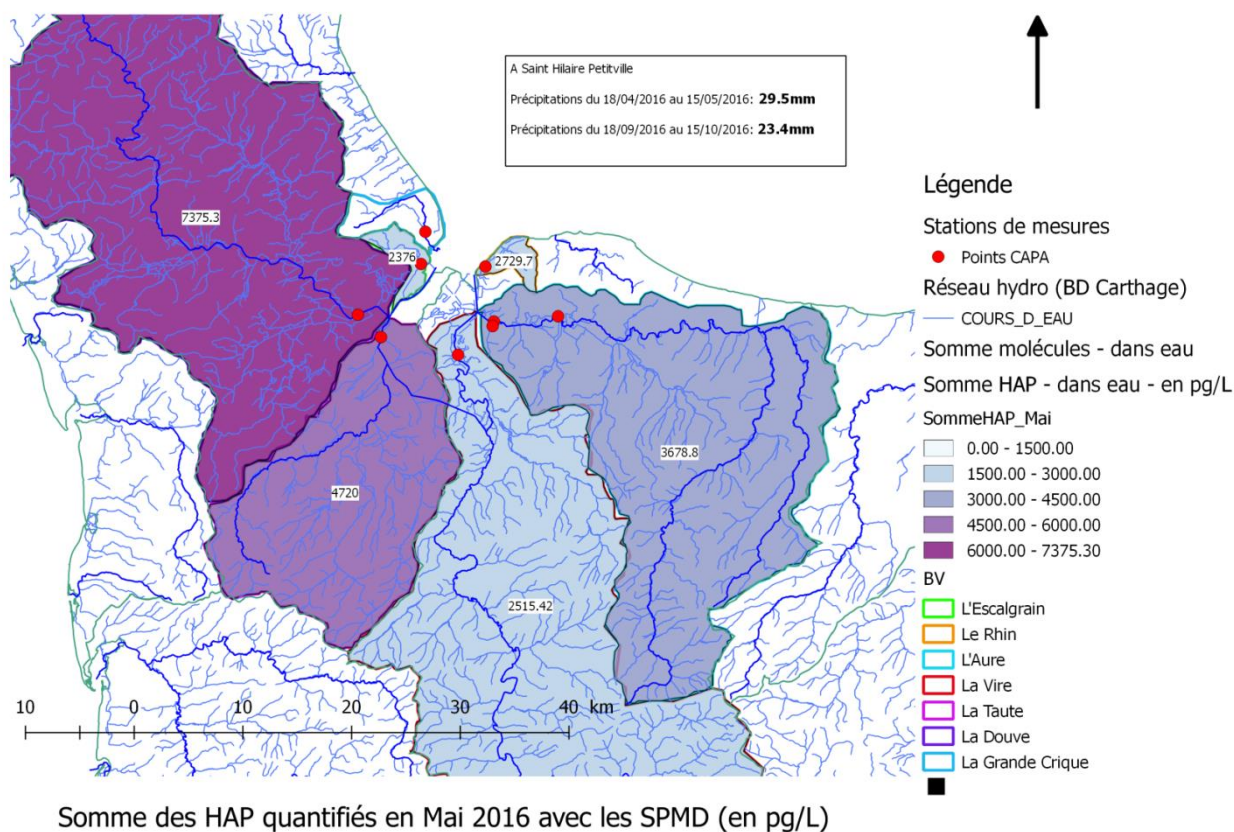 A Saint Hilaire Petitville
Précipitations du 18/04/2016 au 15/05/2016: 29.5mm
Précipitations du 18/09/2016 au 15/10/2016: 23.4mm
7375.3
2376
2729.7
3678.8
4720
2515.42
10 0 10 20 30 40 km
Légende
Stations de mesures
Points CAPA
Réseau hydro (BD Carthage)
COURS_D_EAU
Somme molécules - dans eau
Somme HAP - dans eau - en pg/L
SommeHAP_Mai
0.00 - 1500.00
1500.00 - 3000.00
3000.00 - 4500.00
4500.00 - 6000.00
6000.00 - 7375.30
BV
L'Escalgrain
Le Rhin
L'Aure
La Vire
La Taute
La Douve
La Grande Crique
Somme des HAP quantifiés en Mai 2016 avec les SPMD (en pg/L)